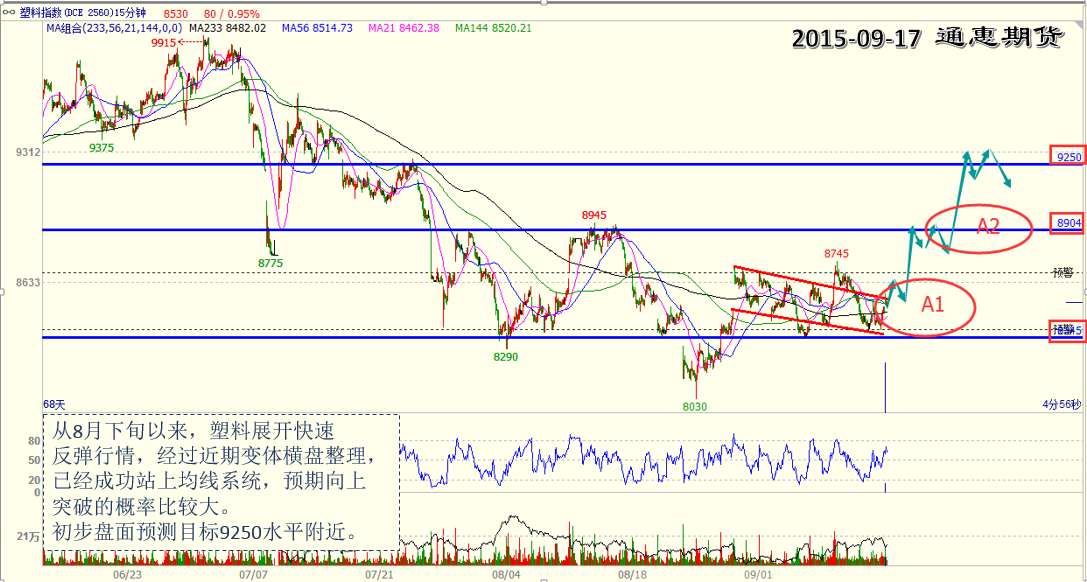 塑料指数(DCE 2560)15分钟 8530 80 / 0.95%
MA组合(233,56,21,144,0,0) MA233 8482.02 MA56 8514.73 MA21 8462.38 MA144 8520.21
2015-09-17 通惠期货
9915
9375
9312
9250
8945
8904
A2
8775
8745
预警
8633
A1
8290
8030
68天
4分56秒
从8月下旬以来，塑料展开快速
反弹行情，经过近期变体横盘整理，
已经成功站上均线系统，预期向上
突破的概率比较大。
初步盘面预测目标9250水平附近。
80
50
20
0
21万
06/23 07/07 07/21 08/04 08/18 09/01